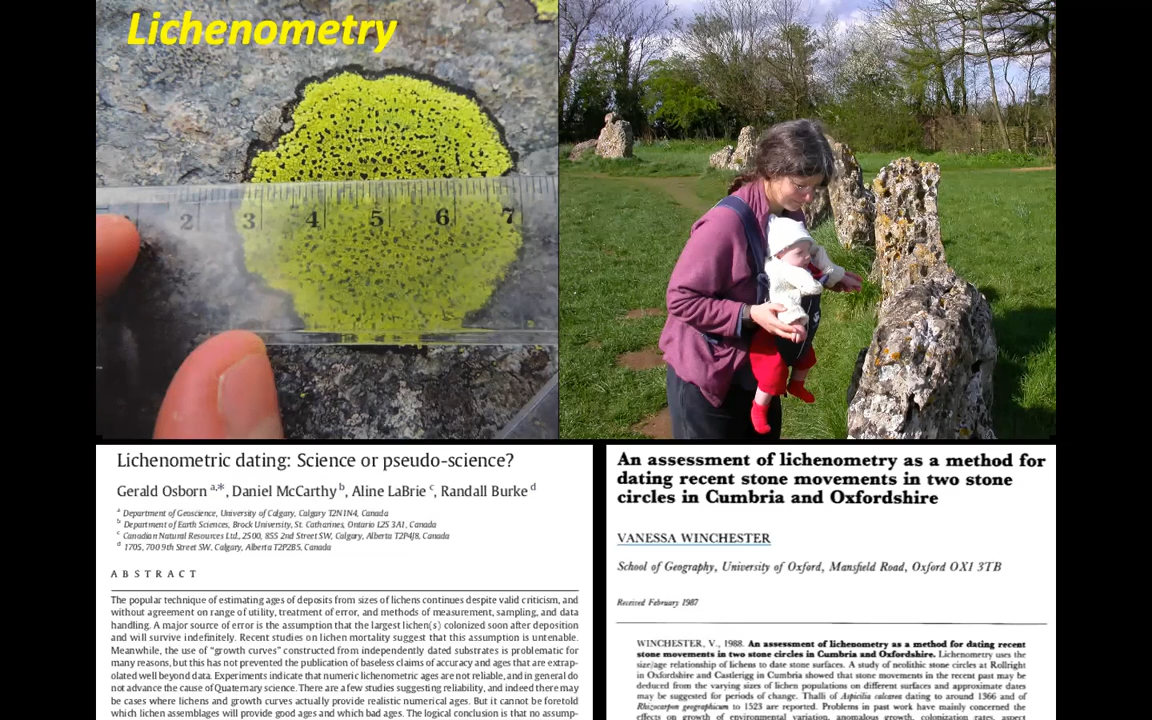 Lichenometry
2 3 4 5 6 7
Lichenometric dating: Science or pseudo-science?
Gerald Osborn a,*, Daniel McCarthy b, Aline LaBrie c, Randall Burke d
a Department of Geoscience, University of Calgary, Calgary T2N1N4, Canada
b Department of Earth Sciences, Brock University, St. Catharines, Ontario L2S 3A1, Canada
c Canadian Natural Resources Ltd., 2500, 855 2nd Street SW, Calgary, Alberta T2P4J8, Canada
d 1705, 700 9th Street SW, Calgary, Alberta T2P2B5, Canada
ABSTRACT
The popular technique of estimating ages of deposits from sizes of lichens continues despite valid criticism, and
without agreement on range of utility, treatment of error, and methods of measurement, sampling, and data
handling. A major source of error is the assumption that the largest lichen(s) colonized soon after deposition
and will survive indefinitely. Recent studies on lichen mortality suggest that this assumption is untenable.
Meanwhile, the use of "growth curves" constructed from independently dated substrates is problematic for
many reasons, but this has not prevented the publication of baseless claims of accuracy and ages that are extrap-
olated well beyond data. Experiments indicate that numeric lichenometric ages are not reliable, and in general do
not advance the cause of Quaternary science. There are a few studies suggesting reliability, and indeed there may
be cases where lichens and growth curves actually provide realistic numerical ages. But it cannot be foretold
which lichen assemblages will provide good ages and which bad ages. The logical conclusion is that no assump-
An assessment of lichenometry as a method for
dating recent stone movements in two stone
circles in Cumbria and Oxfordshire
VANESSA WINCHESTER
School of Geography, University of Oxford, Mansfield Road, Oxford OX1 3TB
Received February 1987
WINCHESTER, V., 1988. An assessment of lichenometry as a method for dating recent
stone movements in two stone circles in Cumbria and Oxfordshire. Lichenometry uses the
size/age relationship of lichens to date stone surfaces. A study of neolithic stone circles at Rollright
in Oxfordshire and Castlerigg in Cumbria showed that stone movements in the recent past may be
deduced from the varying sizes of lichen populations on different surfaces and approximate dates
may be suggested for periods of change. Thalli of Aspicilia calcarea dating to around 1366 and of
Rhizocarpon geographicum to 1523 are reported. Problems in past work have mainly concerned the
effects on growth of environmental variation, anomalous growth, colonization rates, aspect